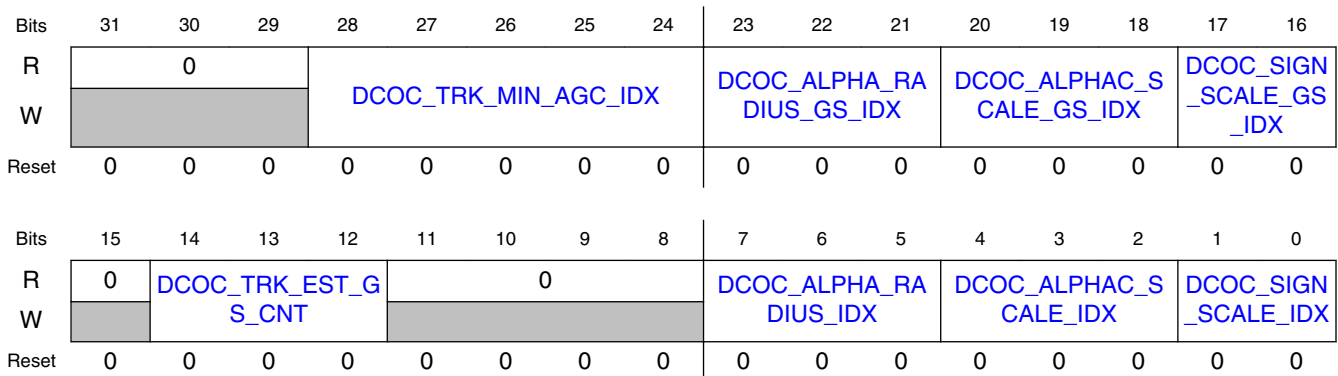 Bits 31 30 29 28 27 26 25 24 23 22 21 20 19 18 17 16
R 0 DCOC_TRK_MIN_AGC_IDX DCOC_ALPHA_RA DCOC_ALPHAC_S DCOC_SIGN
W DIUS_GS_IDX CALE_GS_IDX _SCALE_GS
_IDX
Reset 0 0 0 0 0 0 0 0 0 0 0 0 0 0 0 0
Bits 15 14 13 12 11 10 9 8 7 6 5 4 3 2 1 0
R 0 DCOC_TRK_EST_G 0 DCOC_ALPHA_RA DCOC_ALPHAC_S DCOC_SIGN
W S_CNT DIUS_IDX CALE_IDX _SCALE_IDX
Reset 0 0 0 0 0 0 0 0 0 0 0 0 0 0 0 0